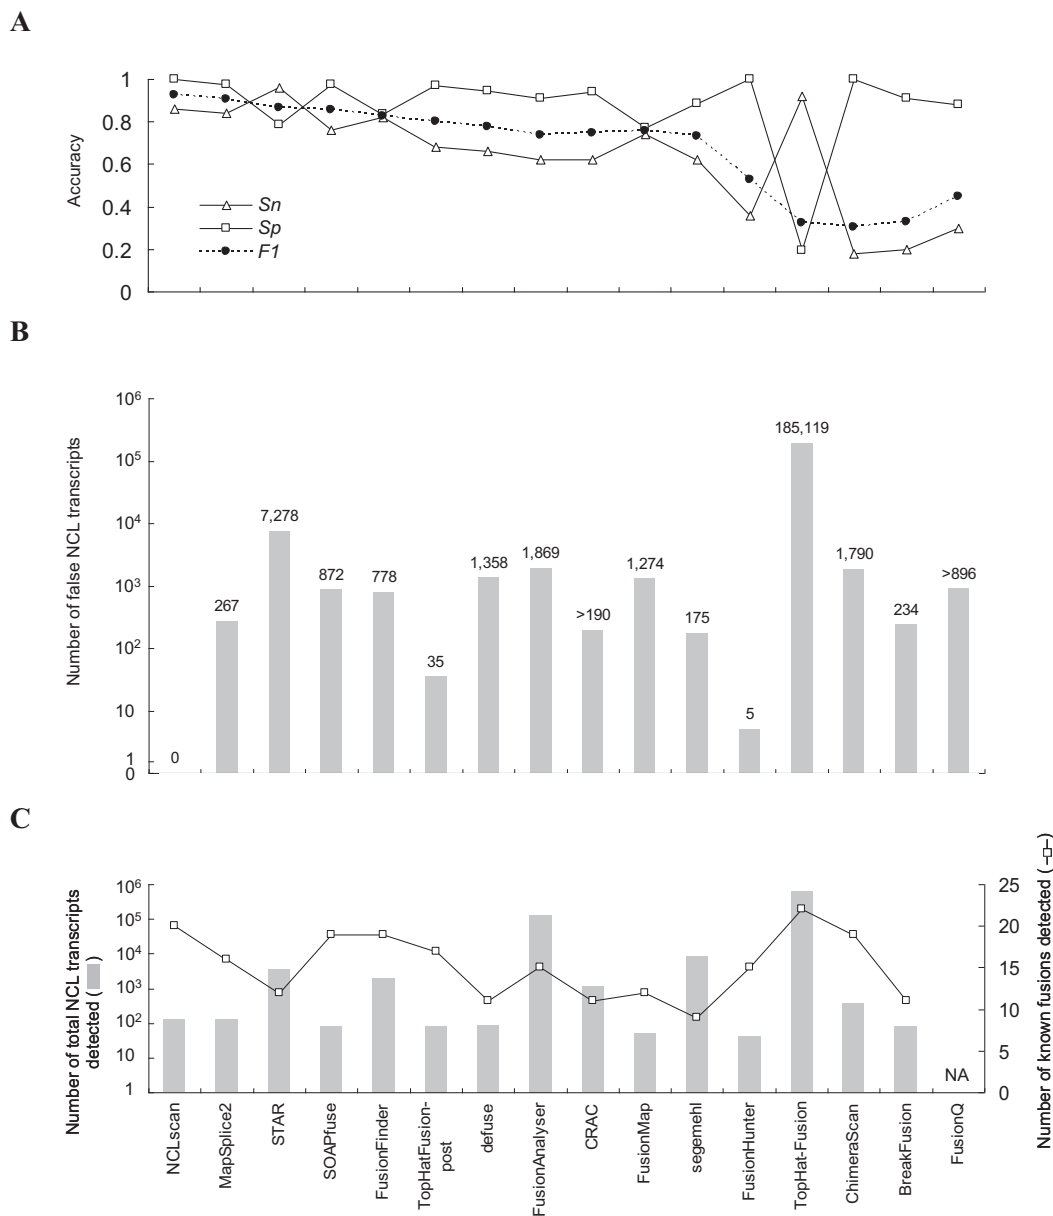 A
Accuracy
1
0.8
0.6
0.4
0.2
0
Sn
Sp
F1
B
Number of false NCL transcripts
10⁶
10⁵
10⁴
10³
10²
10
1
0
0
267
7,278
872
778
35
1,358
1,869
>190
1,274
175
5
185,119
1,790
234
>896
C
Number of total NCL transcripts
detected ( )
10⁶
10⁵
10⁴
10³
10²
10
1
25
20
15
10
5
0
Number of known fusions detected ( )
NA
NCLscan
MapSplice2
STAR
SOAPfuse
FusionFinder
TopHatFusion-
post
defuse
FusionAnalyser
CRAC
FusionMap
segemehl
FusionHunter
TopHat-Fusion
ChimeraScan
BreakFusion
FusionQ